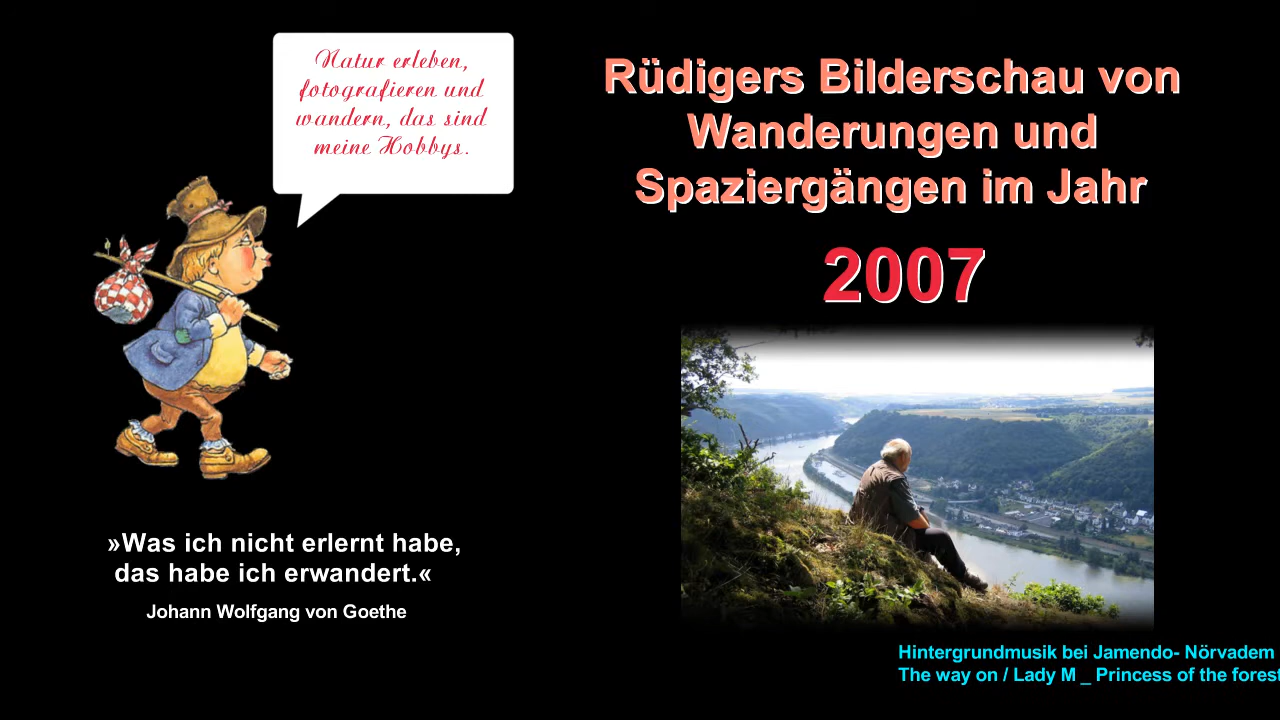 Natur erleben,
fotografieren und
wandern, das sind
meine Hobbys.
Rüdigers Bilderschau von
Wanderungen und
Spaziergängen im Jahr
2007
»Was ich nicht erlernt habe,
das habe ich erwandert.«
Johann Wolfgang von Goethe
Hintergrundmusik bei Jamendo- Nörvadem
The way on / Lady M _ Princess of the forest